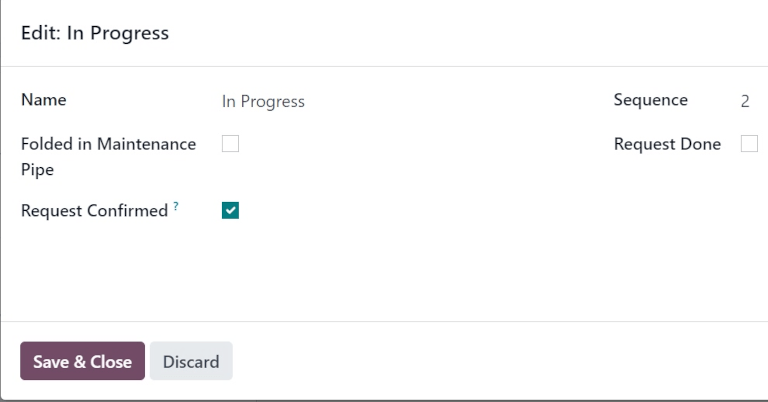 Edit: In Progress
Name In Progress Sequence 2
Folded in Maintenance Request Done
Pipe
Request Confirmed ?
Save & Close Discard